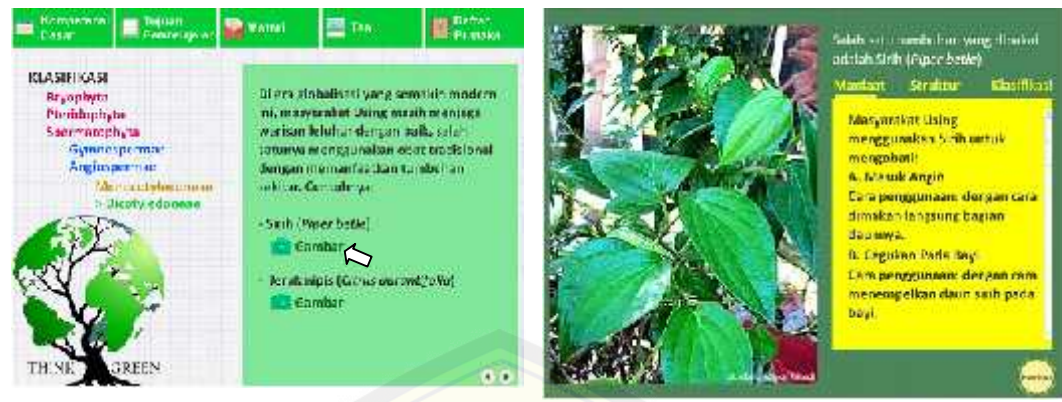 Kompetensi
Dasar
Tujuan
Pembelajaran
Materi
Tes
Daftar
Pustaka
KLASIFIKASI
Bryophyta
Pteridophyta
Spermatophyta
Gymnospermae
Angiospermae
Monocotyledoneae
> Dicotyledoneae
THINK GREEN
Di era globalisasi yang semakin modern
ini, masyarakat Using masih menjaga
warisan leluhur dengan baik, salah
satunya menggunakan obat tradisional
dengan memanfaatkan tumbuhan
sekitar. Contohnya:
- Sirih (Piper betle)
Gambar
- Jeruk nipis (Citrus aurantifolia)
Gambar
Salah satu tumbuhan yang dipakai
adalah Sirih (Piper betle)
Manfaat Struktur Klasifikasi
Masyarakat Using
menggunakan Sirih untuk
mengobati:
A. Masuk Angin
Cara penggunaan: dengan cara
dimakan langsung bagian
daunnya.
B. Cegukan Pada Bayi
Cara penggunaan: dengan cara
menempelkan daun sirih pada
bayi.